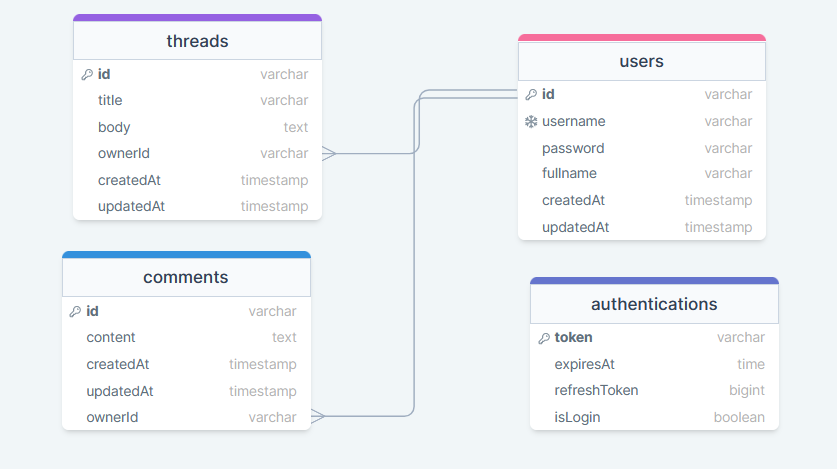 threads
id varchar
title varchar
body text
ownerId varchar
createdAt timestamp
updatedAt timestamp
users
id varchar
username varchar
password varchar
fullname varchar
createdAt timestamp
updatedAt timestamp
comments
id varchar
content text
createdAt timestamp
updatedAt timestamp
ownerId varchar
authentications
token varchar
expiresAt time
refreshToken bigint
isLogin boolean